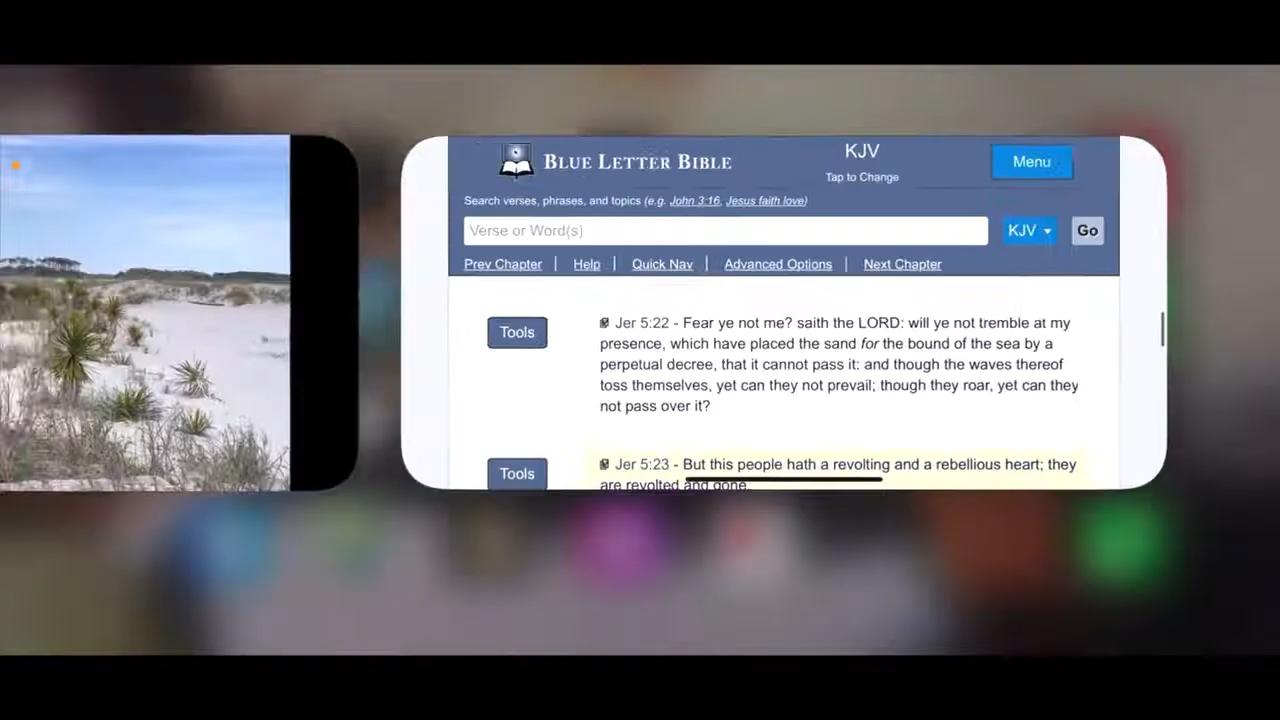 BLUE LETTER BIBLE
KJV
Tap to Change
Menu
Search verses, phrases, and topics (e.g. John 3:16, Jesus faith love)
Verse or Word(s)
KJV
Go
Prev Chapter | Help | Quick Nav | Advanced Options | Next Chapter
Tools
Jer 5:22 - Fear ye not me? saith the LORD: will ye not tremble at my
presence, which have placed the sand for the bound of the sea by a
perpetual decree, that it cannot pass it: and though the waves thereof
toss themselves, yet can they not prevail; though they roar, yet can they
not pass over it?
Tools
Jer 5:23 - But this people hath a revolting and a rebellious heart; they
are revolted and gone.